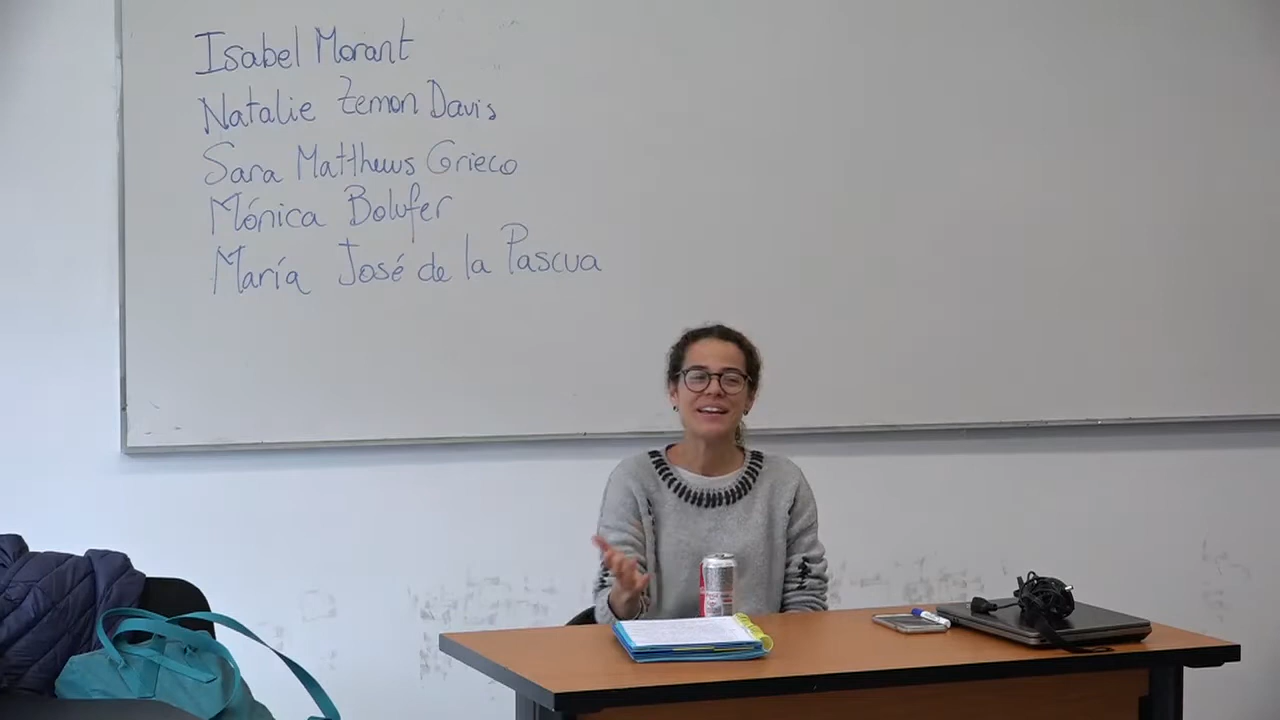 Isabel Morant
Natalie Zemon Davis
Sara Matthews Grieco
Mónica Bolufer
María José de la Pascua